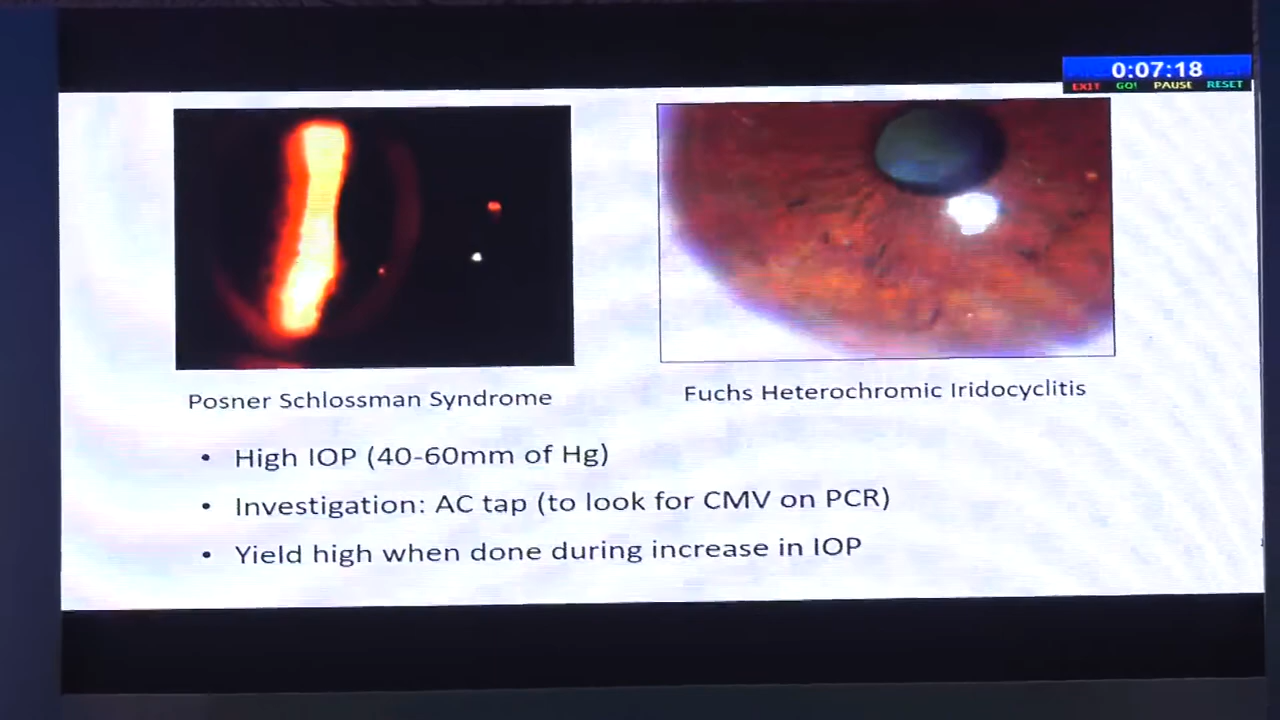 0:07:18
EXIT GO! PAUSE RESET
Posner Schlossman Syndrome
Fuchs Heterochromic Iridocyclitis
• High IOP (40-60mm of Hg)
• Investigation: AC tap (to look for CMV on PCR)
• Yield high when done during increase in IOP